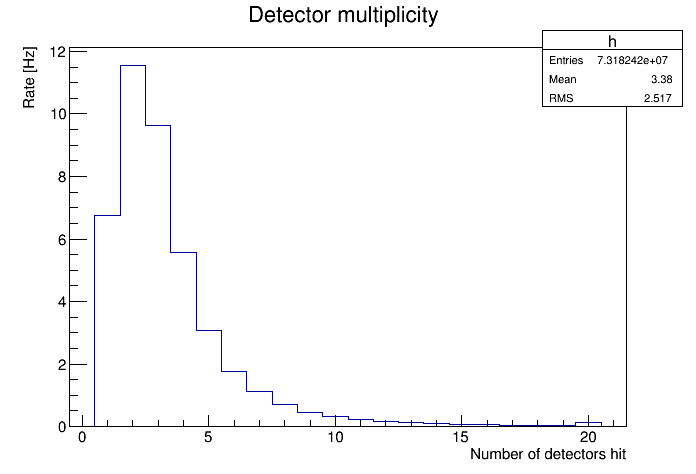 Detector multiplicity
h
Entries 7.318242e+07
Mean 3.38
RMS 2.517
Rate [Hz]
12
10
8
6
4
2
0
0 5 10 15 20
Number of detectors hit